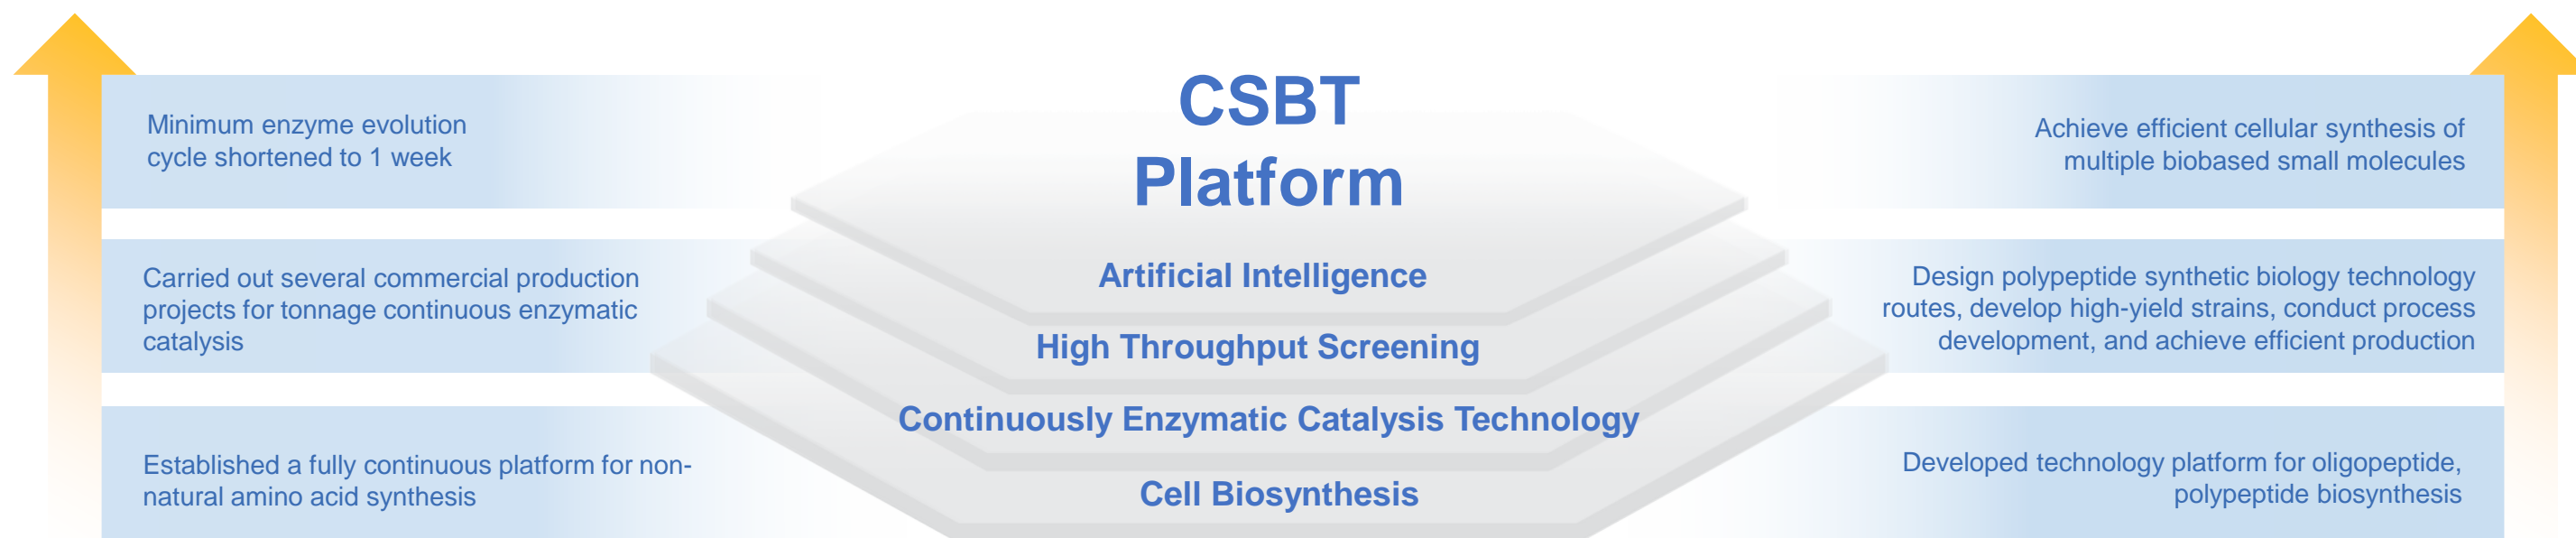 Minimum enzyme evolution
cycle shortened to 1 week
Carried out several commercial production
projects for tonnage continuous enzymatic
catalysis
Established a fully continuous platform for non-
natural amino acid synthesis
CSBT
Platform
Artificial Intelligence
High Throughput Screening
Continuously Enzymatic Catalysis Technology
Cell Biosynthesis
Achieve efficient cellular synthesis of
multiple biobased small molecules
Design polypeptide synthetic biology technology
routes, develop high-yield strains, conduct process
development, and achieve efficient production
Developed technology platform for oligopeptide,
polypeptide biosynthesis